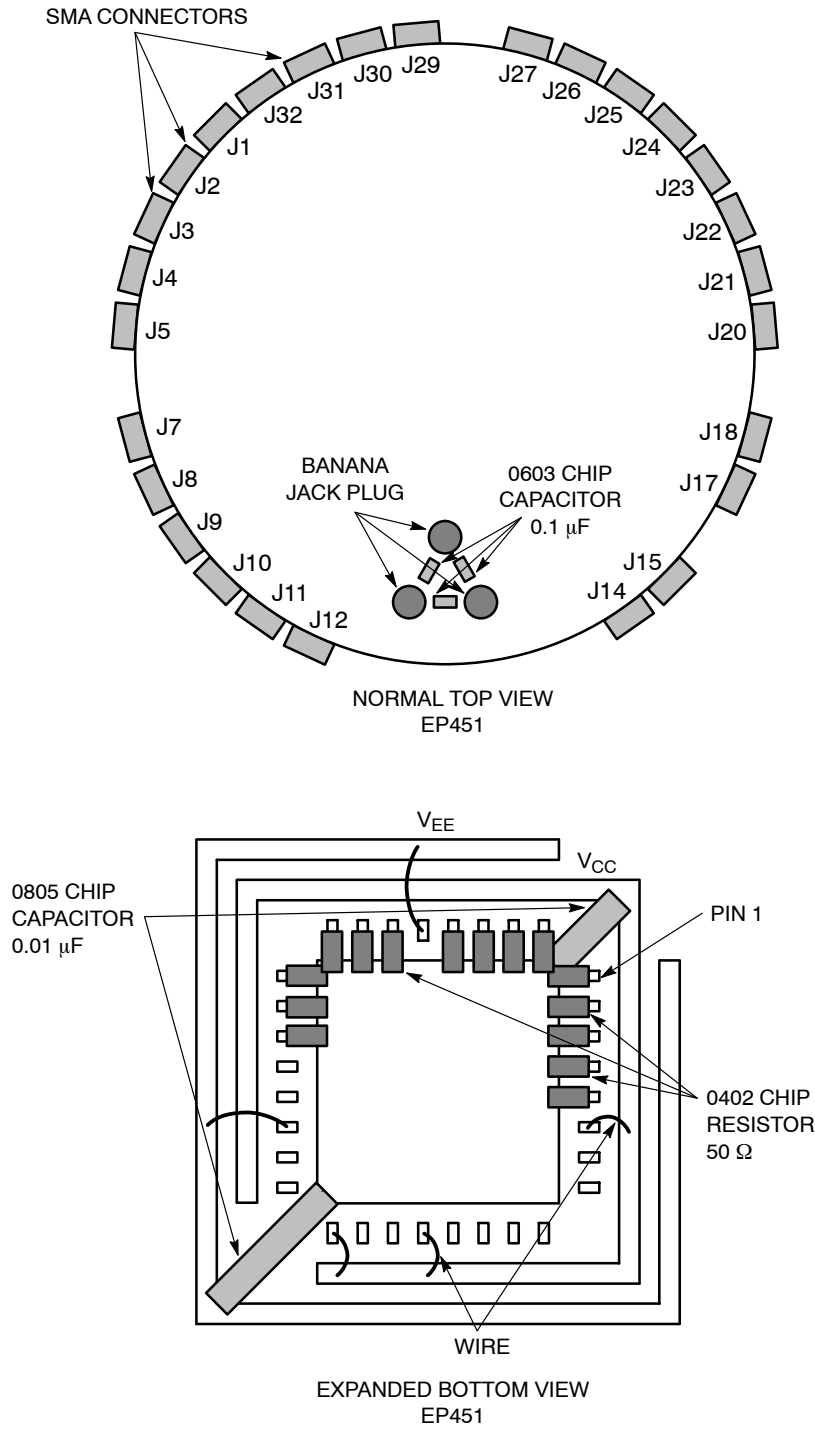 SMA CONNECTORS
J29
J30
J31
J32
J1
J2
J3
J4
J5
J7
J8
J9
J10
J11
J12
J27
J26
J25
J24
J23
J22
J21
J20
J18
J17
J15
J14
BANANA
JACK PLUG
0603 CHIP
CAPACITOR
0.1 μF
NORMAL TOP VIEW
EP451
VEE
VCC
0805 CHIP
CAPACITOR
0.01 μF
PIN 1
0402 CHIP
RESISTOR
50 Ω
WIRE
EXPANDED BOTTOM VIEW
EP451